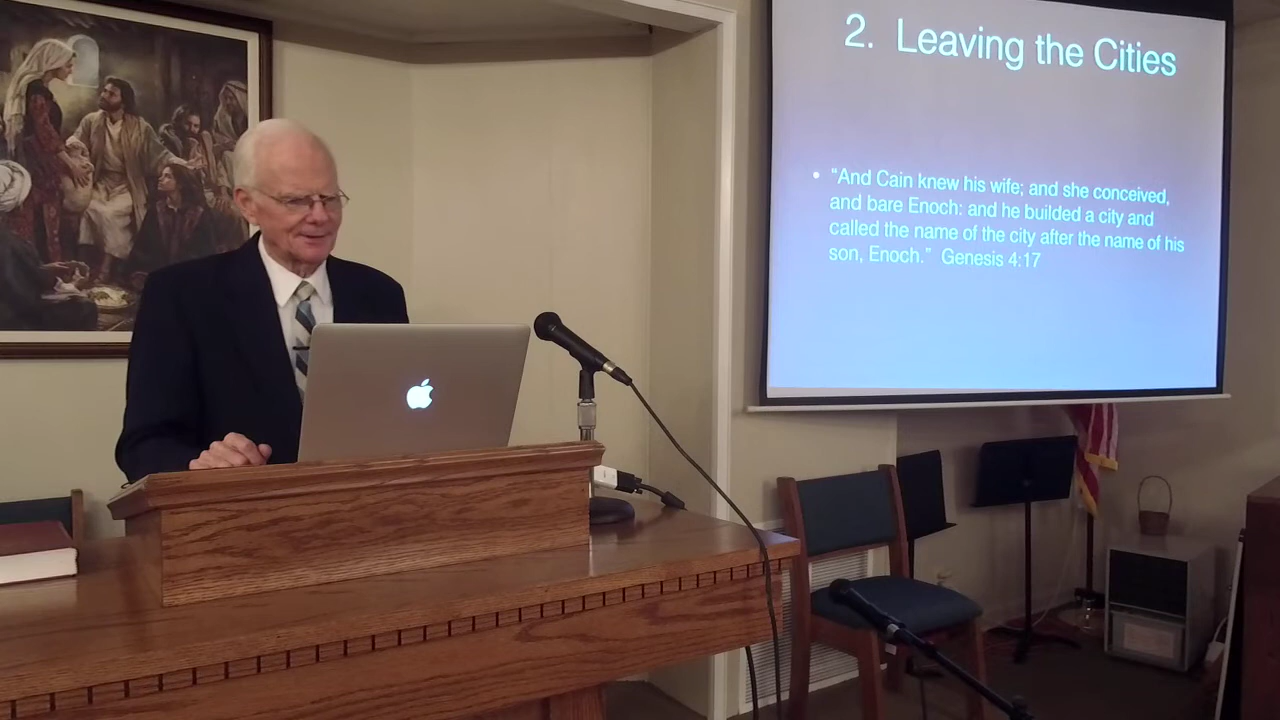 2. Leaving the Cities
• “And Cain knew his wife; and she conceived,
and bare Enoch: and he builded a city and
called the name of the city after the name of his
son, Enoch.” Genesis 4:17